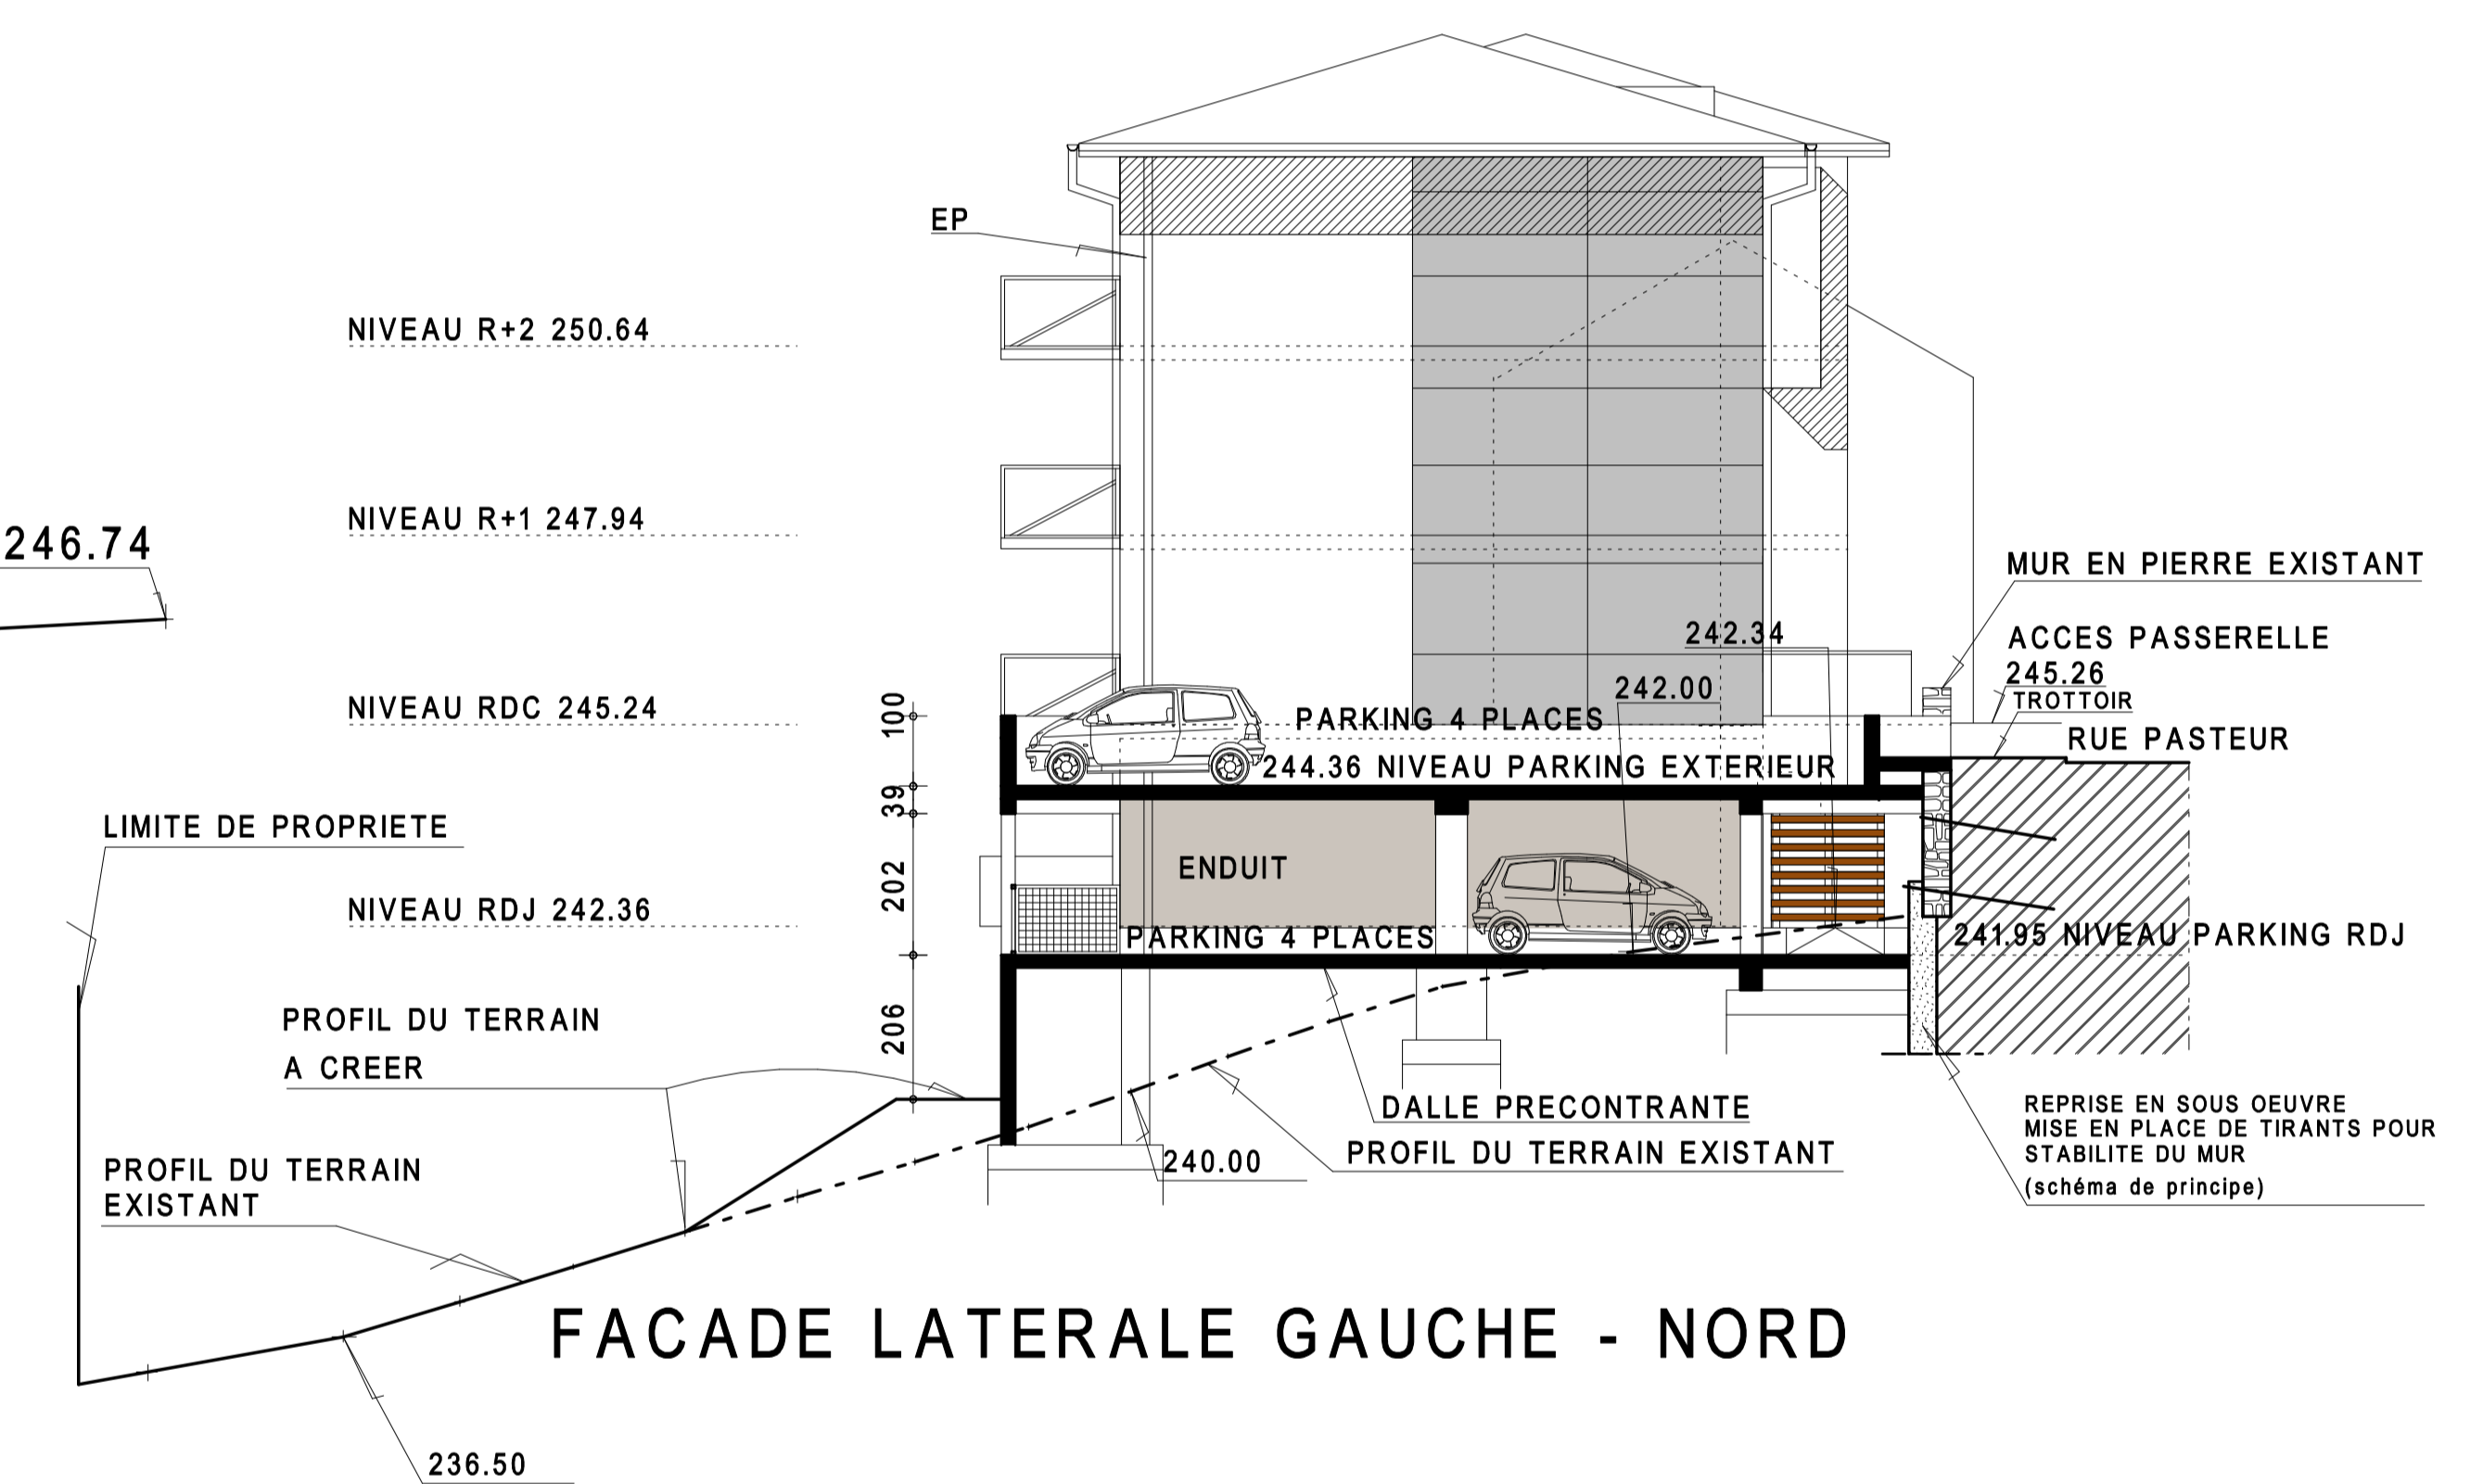 EP
NIVEAU R+2 250.64
NIVEAU R+1 247.94
246.74
MUR EN PIERRE EXISTANT
242.34
ACCES PASSERELLE
245.26
TROTTOIR
242.00
NIVEAU RDC 245.24
100
PARKING 4 PLACES
RUE PASTEUR
244.36 NIVEAU PARKING EXTERIEUR
39
LIMITE DE PROPRIETE
ENDUIT
202
NIVEAU RDJ 242.36
PARKING 4 PLACES
241.95 NIVEAU PARKING RDJ
PROFIL DU TERRAIN
A CREER
206
DALLE PRECONTRANTE
REPRISE EN SOUS OEUVRE
MISE EN PLACE DE TIRANTS POUR
STABILITE DU MUR
(schéma de principe)
PROFIL DU TERRAIN EXISTANT
240.00
PROFIL DU TERRAIN
EXISTANT
FACADE LATERALE GAUCHE - NORD
236.50